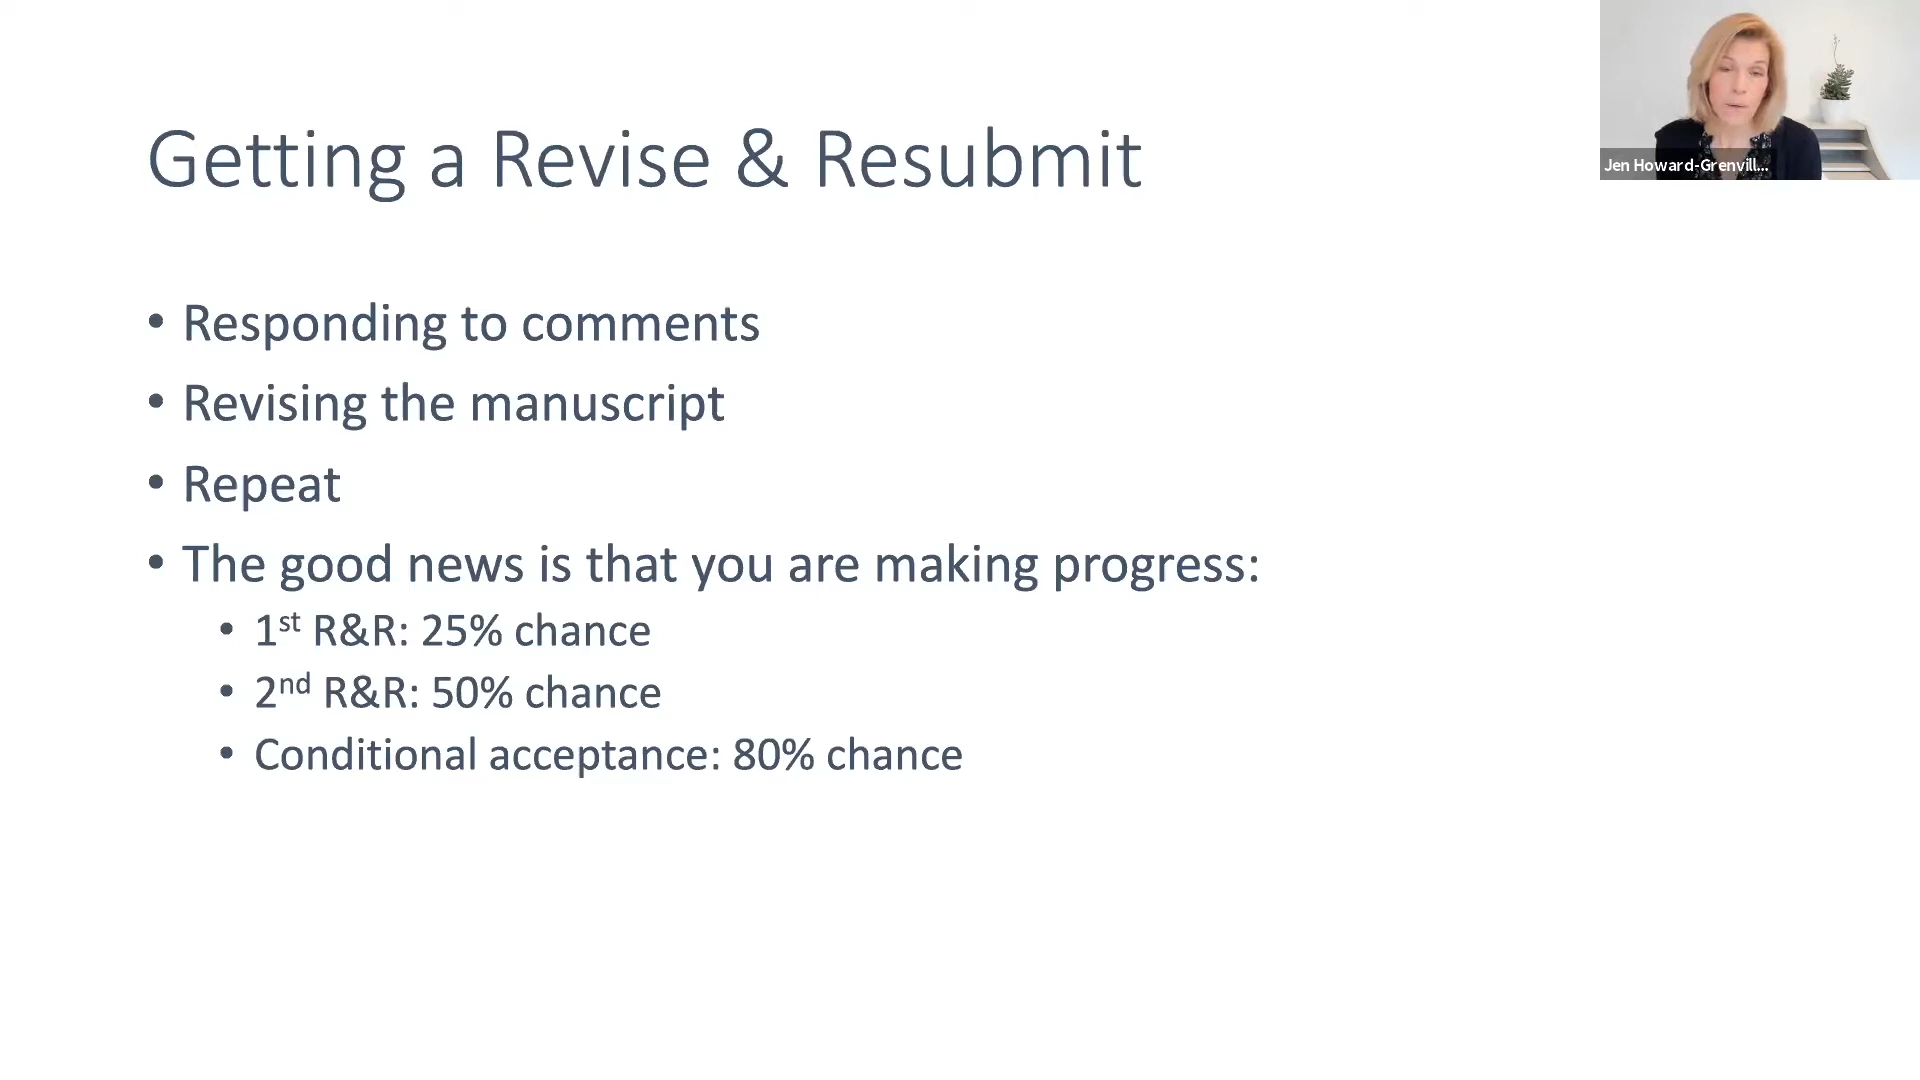 Getting a Revise & Resubmit
Jen Howard-Grenvill...
• Responding to comments
• Revising the manuscript
• Repeat
• The good news is that you are making progress:
• 1st R&R: 25% chance
• 2nd R&R: 50% chance
• Conditional acceptance: 80% chance